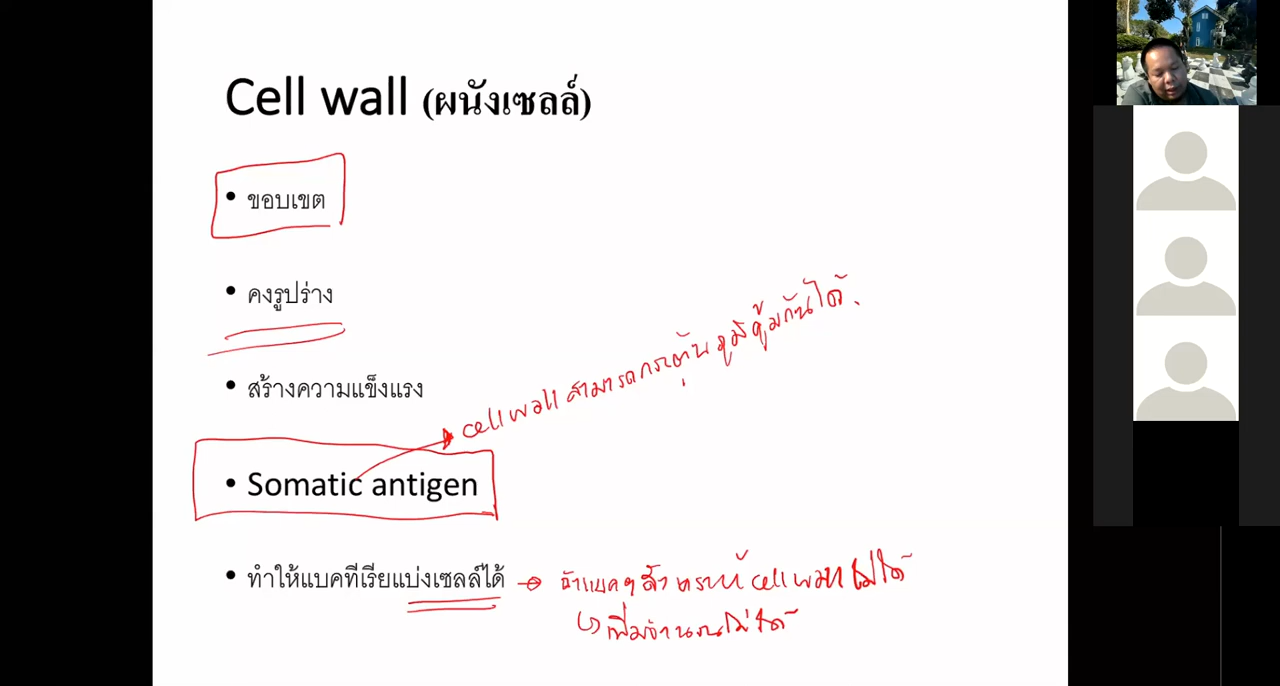 Cell wall (ผนังเซลล์)
• ขอบเขต
• คงรูปร่าง
• สร้างความแข็งแรง
cell wall สามารถกระตุ้นภูมิคุ้มกันได้.
• Somatic antigen
• ทำให้แบคทีเรียแบ่งเซลล์ได้ → ถ้าแบคฯ สังเคราะห์ cell wall ไม่ได้
↳ เพิ่มจำนวนไม่ได้